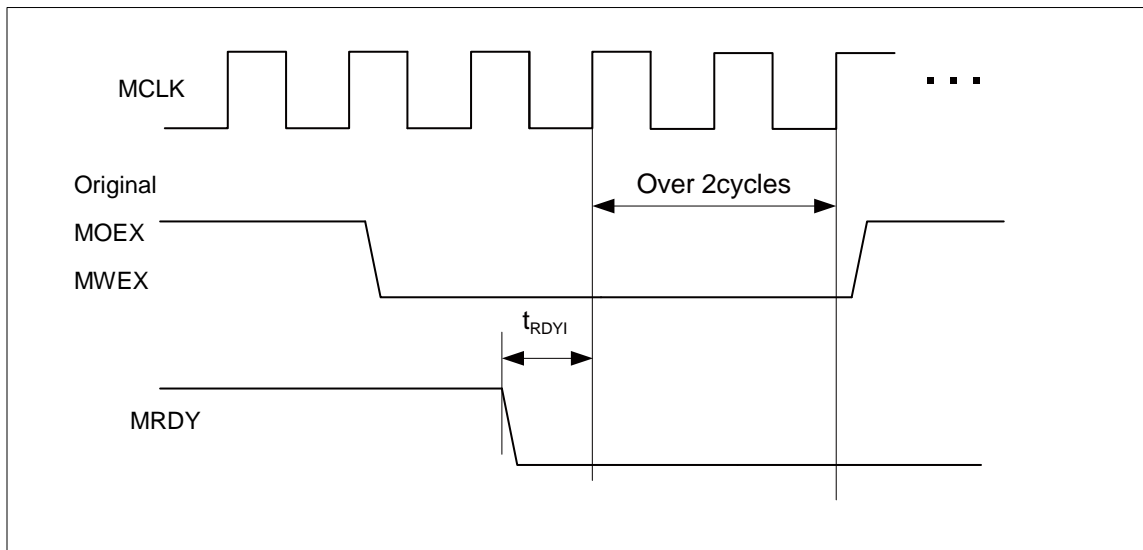 MCLK
Original
Over 2cycles
MOEX
MWEX
tRDYI
MRDY